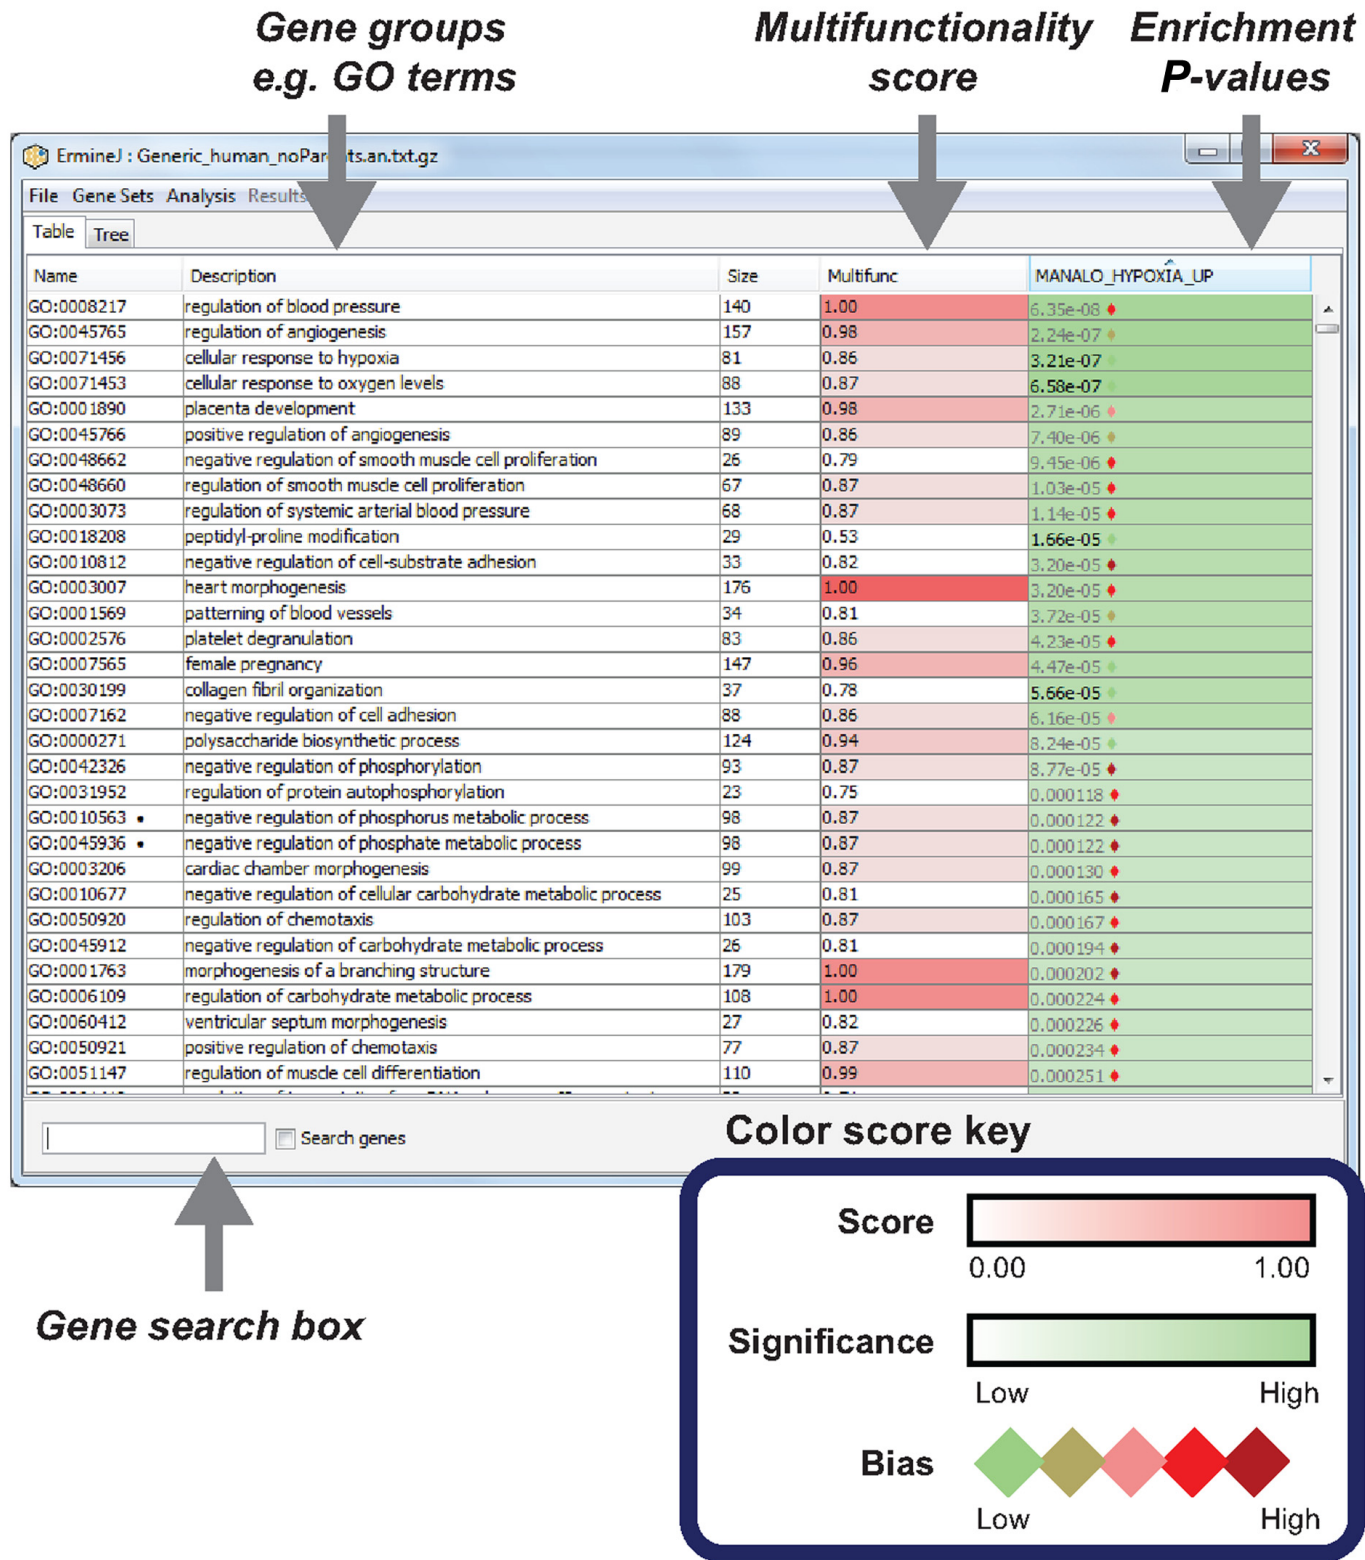 Gene groups Multifunctionality Enrichment
e.g. GO terms score P-values
ErmineJ : Generic_human_noParents.an.txt.gz
File Gene Sets Analysis Results
Table Tree
Name Description Size Multifunc MANALO_HYPOXIA_UP
GO:0008217 regulation of blood pressure 140 1.00 6.35e-08
GO:0045765 regulation of angiogenesis 157 0.98 2.24e-07
GO:0071456 cellular response to hypoxia 81 0.86 3.21e-07
GO:0071453 cellular response to oxygen levels 88 0.87 6.58e-07
GO:0001890 placenta development 133 0.98 2.71e-06
GO:0045766 positive regulation of angiogenesis 89 0.86 7.40e-06
GO:0048662 negative regulation of smooth muscle cell proliferation 26 0.79 9.45e-06
GO:0048660 regulation of smooth muscle cell proliferation 67 0.87 1.03e-05
GO:0003073 regulation of systemic arterial blood pressure 68 0.87 1.14e-05
GO:0018208 peptidyl-proline modification 29 0.53 1.66e-05
GO:0010812 negative regulation of cell-substrate adhesion 33 0.82 3.20e-05
GO:0003007 heart morphogenesis 176 1.00 3.20e-05
GO:0001569 patterning of blood vessels 34 0.81 3.72e-05
GO:0002576 platelet degranulation 83 0.86 4.23e-05
GO:0007565 female pregnancy 147 0.96 4.47e-05
GO:0030199 collagen fibril organization 37 0.78 5.66e-05
GO:0007162 negative regulation of cell adhesion 88 0.86 6.16e-05
GO:0000271 polysaccharide biosynthetic process 124 0.94 8.24e-05
GO:0042326 negative regulation of phosphorylation 93 0.87 8.77e-05
GO:0031952 regulation of protein autophosphorylation 23 0.75 0.000118
GO:0010563 • negative regulation of phosphorus metabolic process 98 0.87 0.000122
GO:0045936 • negative regulation of phosphate metabolic process 98 0.87 0.000122
GO:0003206 cardiac chamber morphogenesis 99 0.87 0.000130
GO:0010677 negative regulation of cellular carbohydrate metabolic process 25 0.81 0.000165
GO:0050920 regulation of chemotaxis 103 0.87 0.000167
GO:0045912 negative regulation of carbohydrate metabolic process 26 0.81 0.000194
GO:0001763 morphogenesis of a branching structure 179 1.00 0.000202
GO:0006109 regulation of carbohydrate metabolic process 108 1.00 0.000224
GO:0060412 ventricular septum morphogenesis 27 0.82 0.000226
GO:0050921 positive regulation of chemotaxis 77 0.87 0.000234
GO:0051147 regulation of muscle cell differentiation 110 0.99 0.000251
Search genes
Color score key
Score
0.00 1.00
Gene search box
Significance
Low High
Bias
Low High